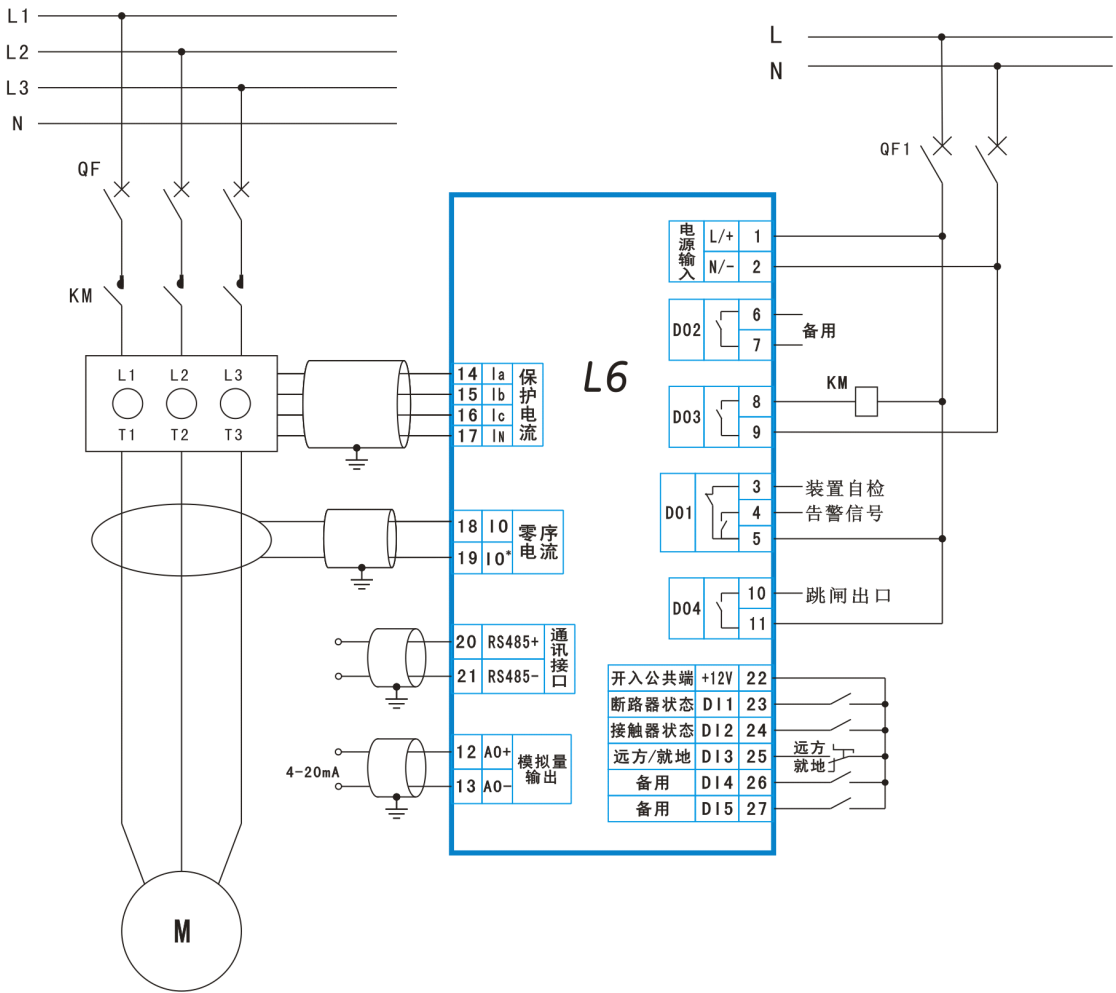 L1
L2
L3
N
QF
KM
L1 L2 L3
T1 T2 T3
4-20mA
M
14 Ia
15 Ib
16 Ic
17 IN
保护电流
18 IO
19 IO*
零序电流
20 RS485+
21 RS485-
通讯接口
12 AO+
13 AO-
模拟量输出
L6
L
N
QF1
电源输入
L/+ 1
N/- 2
DO2
6
7
备用
DO3
8
9
KM
DO1
3 装置自检
4 告警信号
5
DO4
10 跳闸出口
11
开入公共端 +12V 22
断路器状态 DI1 23
接触器状态 DI2 24
远方/就地 DI3 25
远方
就地
备用 DI4 26
备用 DI5 27